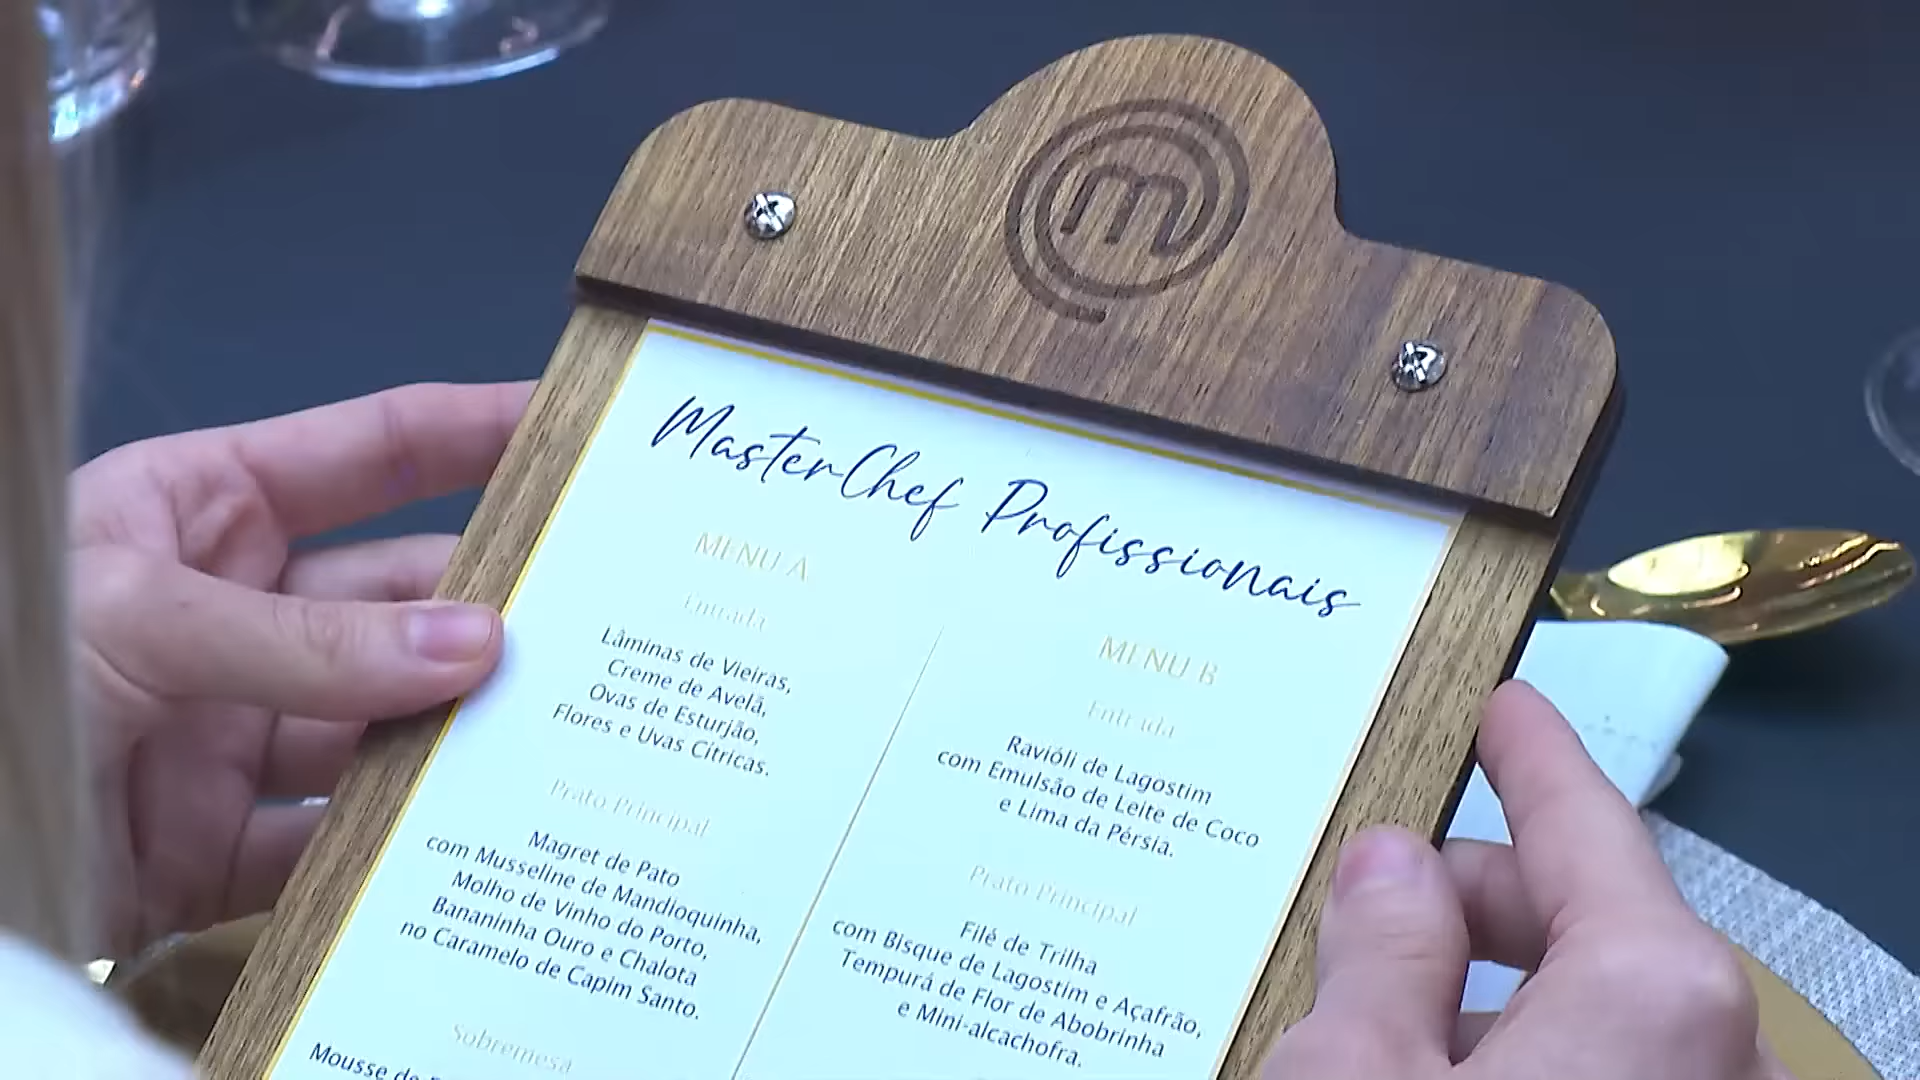 m
MasterChef Profissionais
MENU A
Entrada
Lâminas de Vieiras,
Creme de Avelã,
Ovas de Esturjão,
Flores e Uvas Cítricas.
Prato Principal
Magret de Pato
com Musseline de Mandioquinha,
Molho de Vinho do Porto,
Bananinha Ouro e Chalota
no Caramelo de Capim Santo.
Sobremesa
Mousse de
MENU B
Entrada
Ravióli de Lagostim
com Emulsão de Leite de Coco
e Lima da Pérsia.
Prato Principal
Filé de Trilha
com Bisque de Lagostim e Açafrão,
Tempurá de Flor de Abobrinha
e Mini-alcachofra.